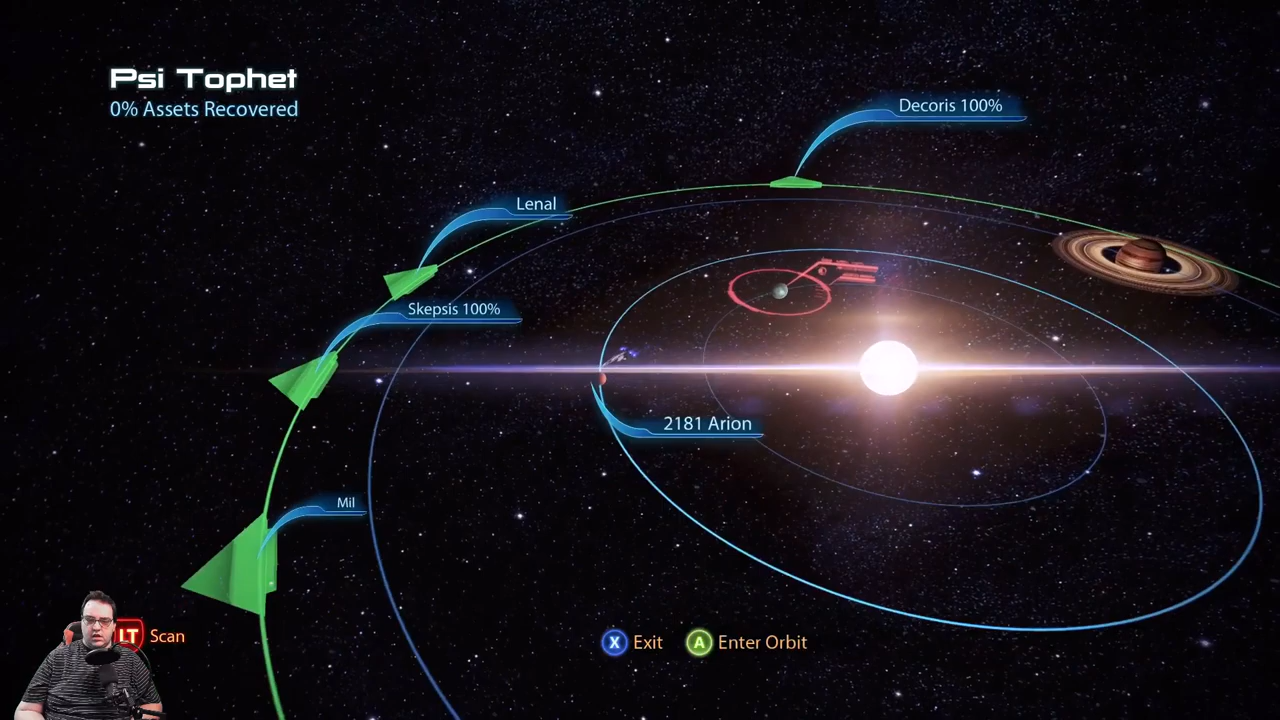 Psi Tophet
0% Assets Recovered
Decoris 100%
Lenal
Skepsis 100%
2181 Arion
Mil
LT Scan
X Exit A Enter Orbit